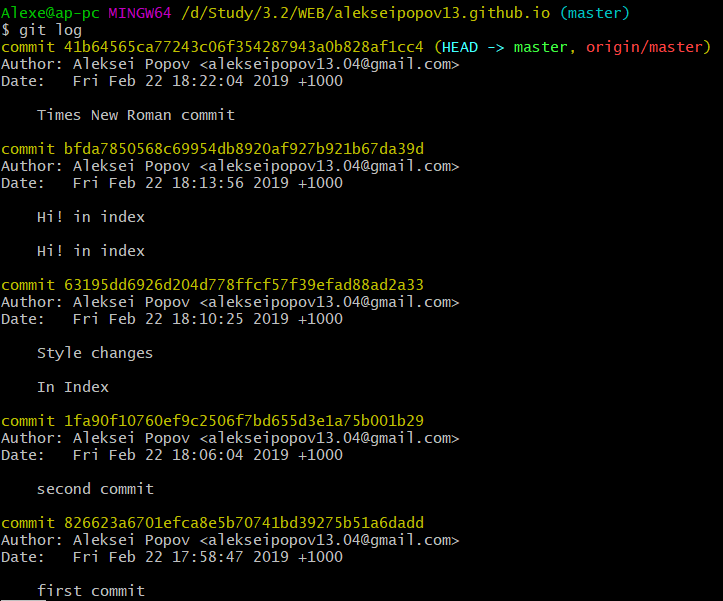 Alexe@ap-pc MINGW64 /d/Study/3.2/WEB/alekseipopov13.github.io (master)
$ git log
commit 41b64565ca77243c06f354287943a0b828af1cc4 (HEAD -> master, origin/master)
Author: Aleksei Popov <alekseipopov13.04@gmail.com>
Date:   Fri Feb 22 18:22:04 2019 +1000
Times New Roman commit
commit bfda7850568c69954db8920af927b921b67da39d
Author: Aleksei Popov <alekseipopov13.04@gmail.com>
Date:   Fri Feb 22 18:13:56 2019 +1000
Hi! in index
Hi! in index
commit 63195dd6926d204d778ffcf57f39efad88ad2a33
Author: Aleksei Popov <alekseipopov13.04@gmail.com>
Date:   Fri Feb 22 18:10:25 2019 +1000
Style changes
In Index
commit 1fa90f10760ef9c2506f7bd655d3e1a75b001b29
Author: Aleksei Popov <alekseipopov13.04@gmail.com>
Date:   Fri Feb 22 18:06:04 2019 +1000
second commit
commit 826623a6701efca8e5b70741bd39275b51a6dadd
Author: Aleksei Popov <alekseipopov13.04@gmail.com>
Date:   Fri Feb 22 17:58:47 2019 +1000
first commit